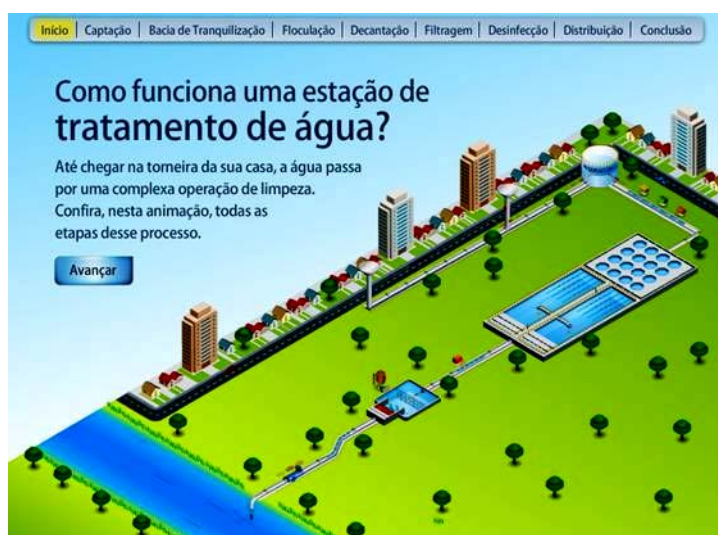 Início | Captação | Bacia de Tranquilização | Floculação | Decantação | Filtragem | Desinfecção | Distribuição | Conclusão
Como funciona uma estação de
tratamento de água?
Até chegar na torneira da sua casa, a água passa
por uma complexa operação de limpeza.
Confira, nesta animação, todas as
etapas desse processo.
Avançar